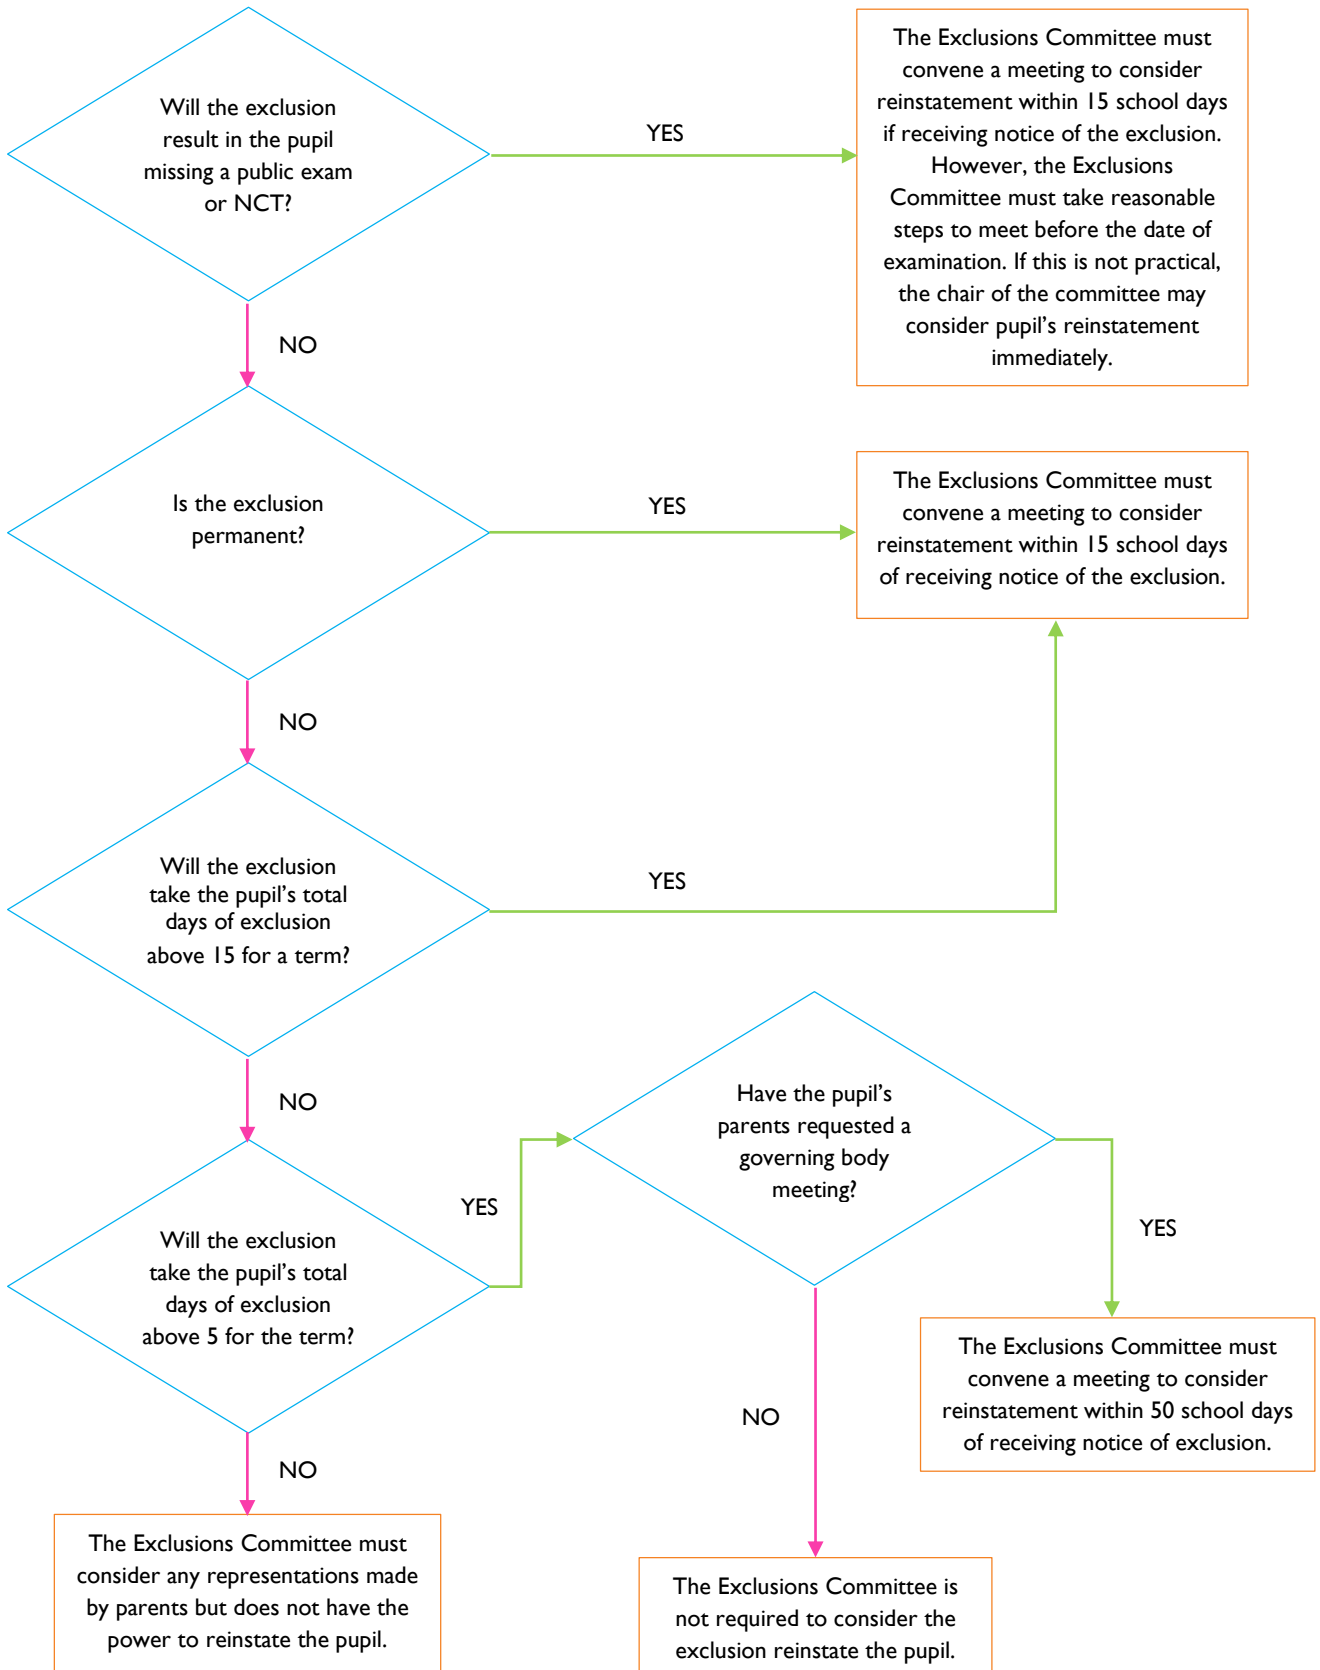 Will the exclusion
result in the pupil
missing a public exam
or NCT?
YES
The Exclusions Committee must
convene a meeting to consider
reinstatement within 15 school days
if receiving notice of the exclusion.
However, the Exclusions
Committee must take reasonable
steps to meet before the date of
examination. If this is not practical,
the chair of the committee may
consider pupil's reinstatement
immediately.
NO
Is the exclusion
permanent?
YES
The Exclusions Committee must
convene a meeting to consider
reinstatement within 15 school days
of receiving notice of the exclusion.
NO
Will the exclusion
take the pupil's total
days of exclusion
above 15 for a term?
YES
NO
Will the exclusion
take the pupil's total
days of exclusion
above 5 for the term?
YES
Have the pupil's
parents requested a
governing body
meeting?
YES
The Exclusions Committee must
convene a meeting to consider
reinstatement within 50 school days
of receiving notice of exclusion.
NO
NO
The Exclusions Committee must
consider any representations made
by parents but does not have the
power to reinstate the pupil.
The Exclusions Committee is
not required to consider the
exclusion reinstate the pupil.